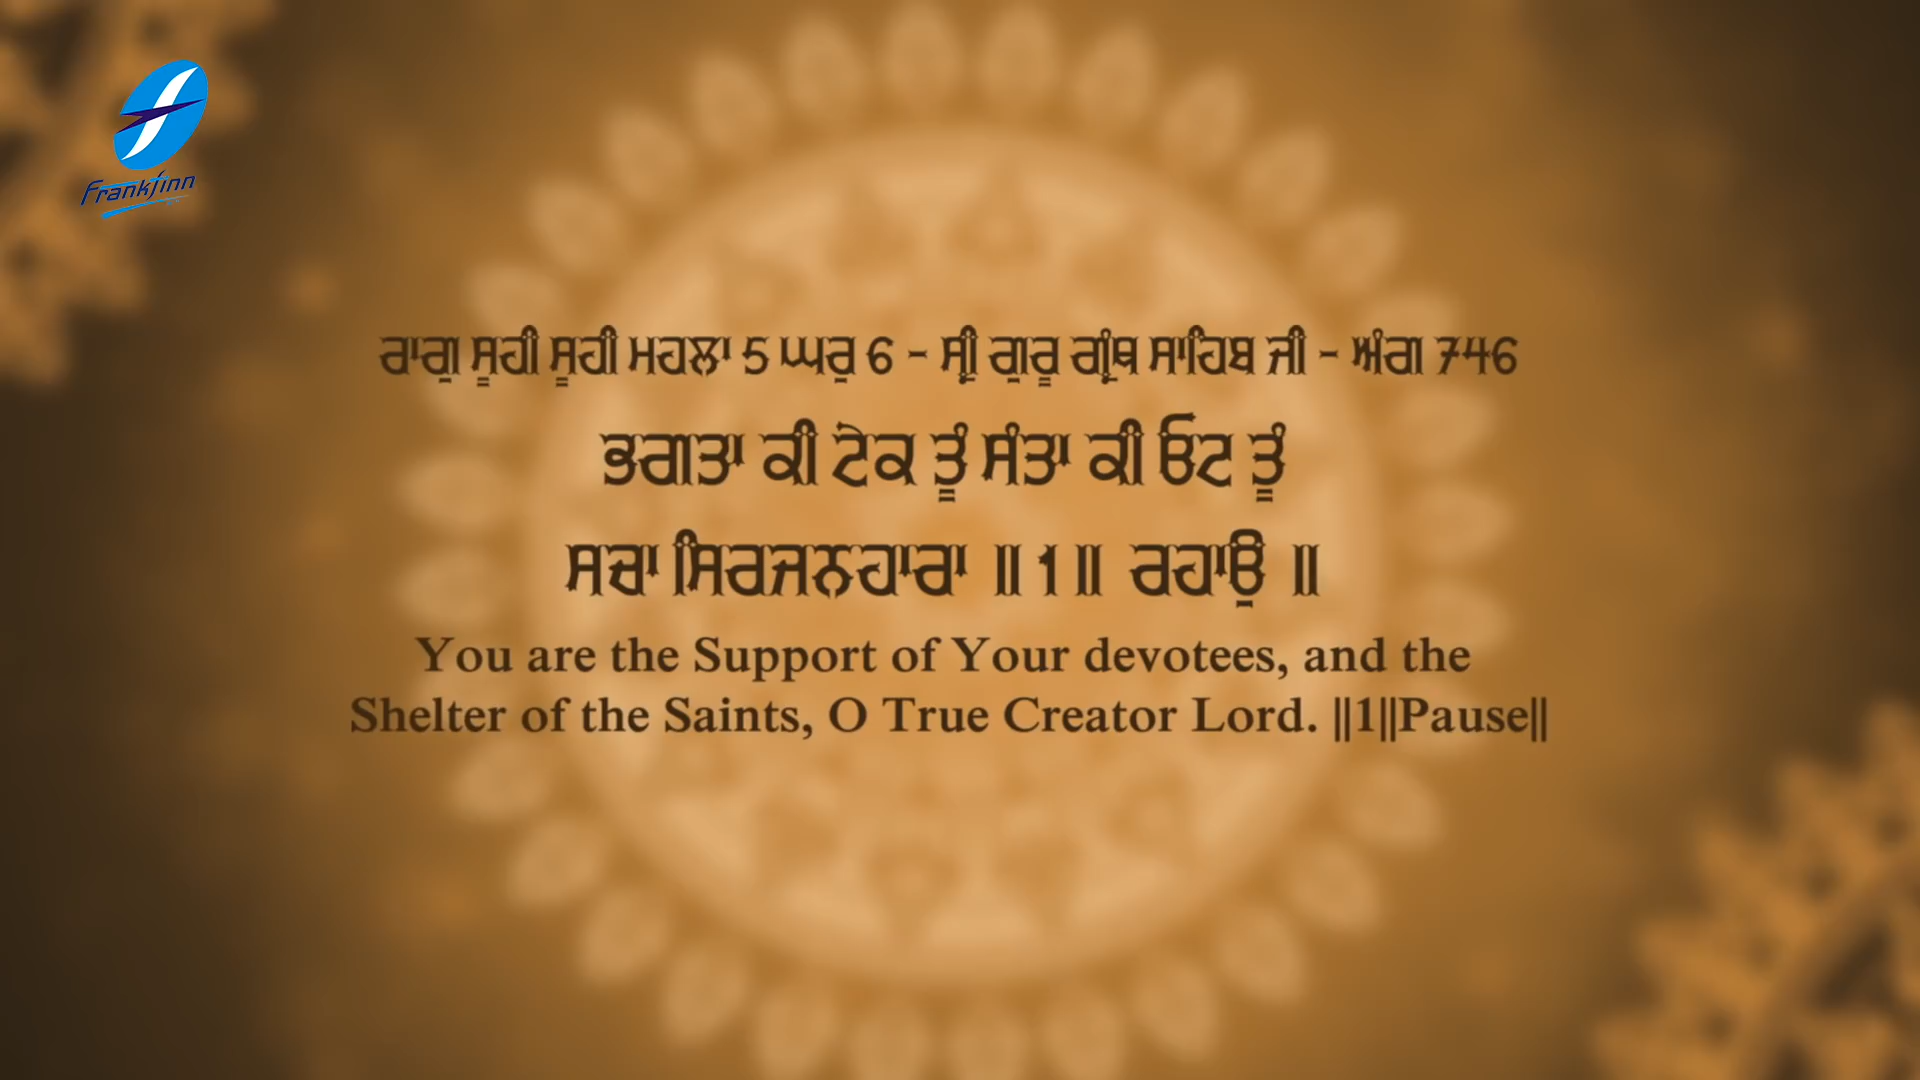 Frankfinn
ਰਾਗੁ ਸੂਹੀ ਸੂਹੀ ਮਹਲਾ 5 ਘਰੁ 6 - ਸ੍ਰੀ ਗੁਰੂ ਗ੍ਰੰਥ ਸਾਹਿਬ ਜੀ - ਅੰਗ 746
ਭਗਤਾ ਕੀ ਟੇਕ ਤੂੰ ਸੰਤਾ ਕੀ ਓਟ ਤੂੰ
ਸਚਾ ਸਿਰਜਨਹਾਰਾ ॥1॥ ਰਹਾਉ ॥
You are the Support of Your devotees, and the
Shelter of the Saints, O True Creator Lord. ||1||Pause||